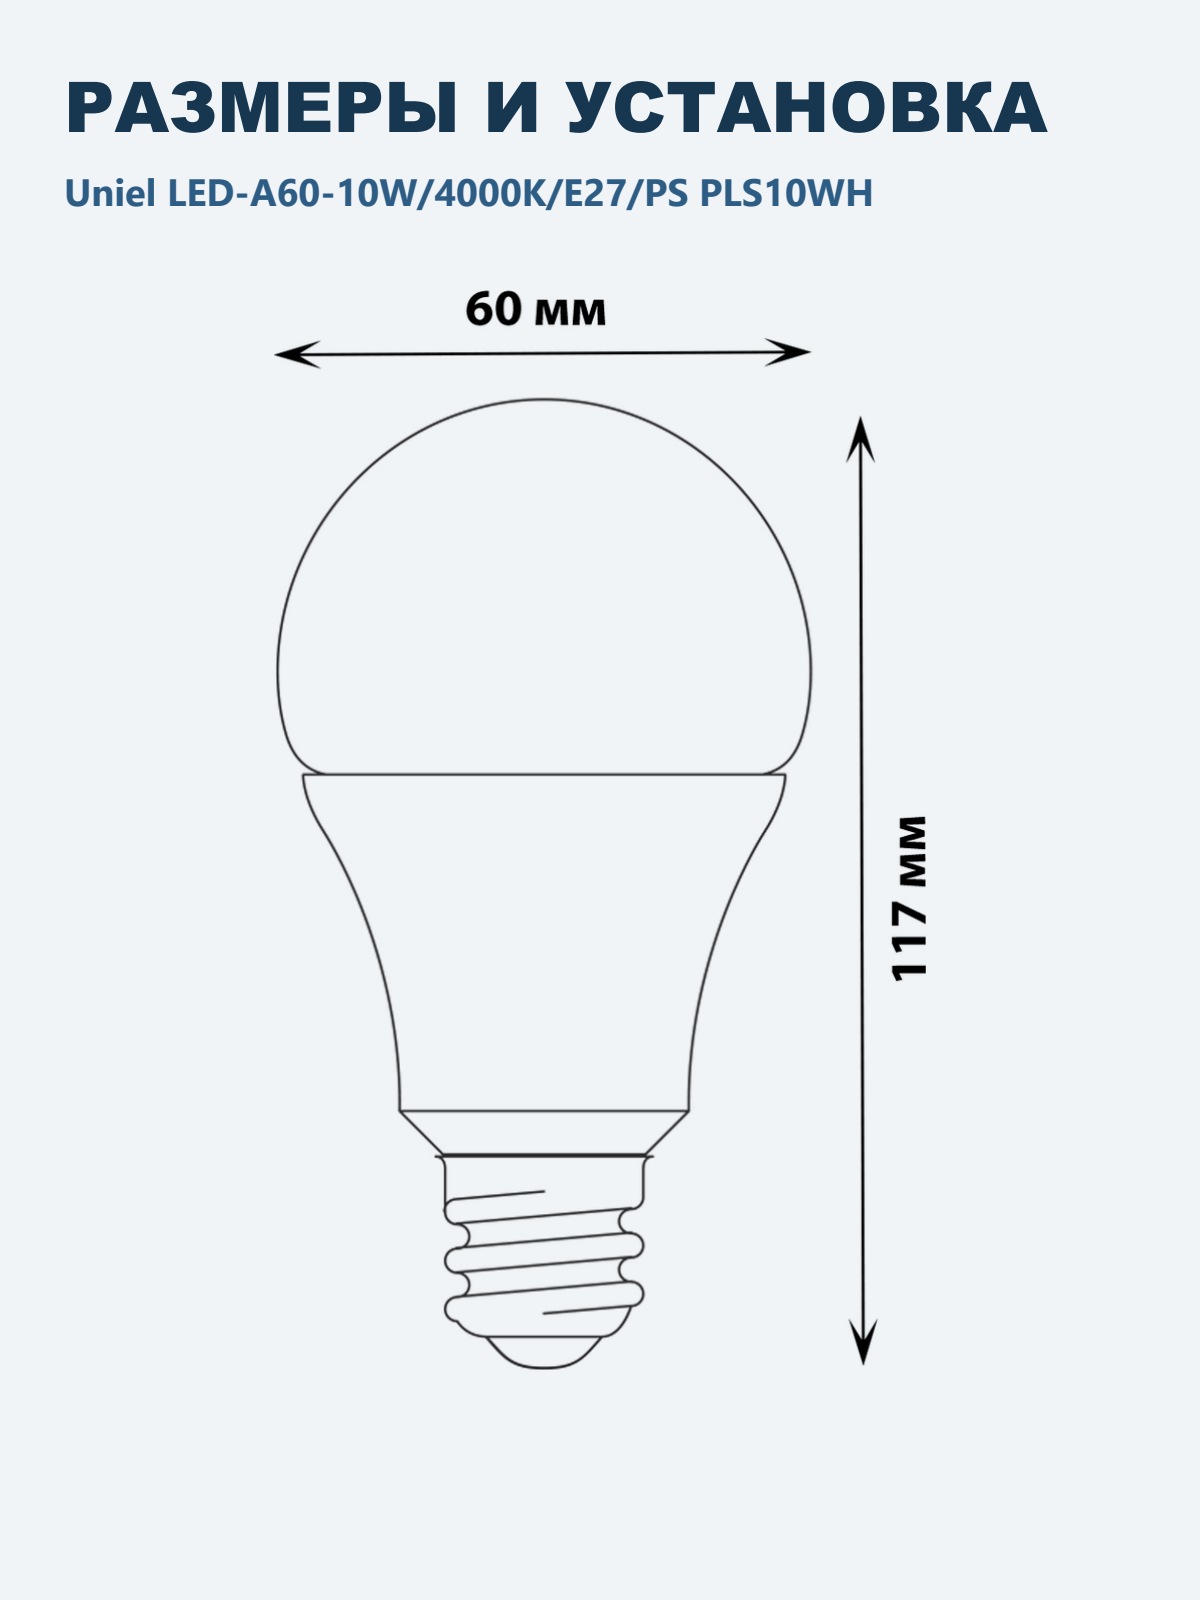 РАЗМЕРЫ И УСТАНОВКА
Uniel LED-A60-10W/4000K/E27/PS PLS10WH
60 мм
117 мм